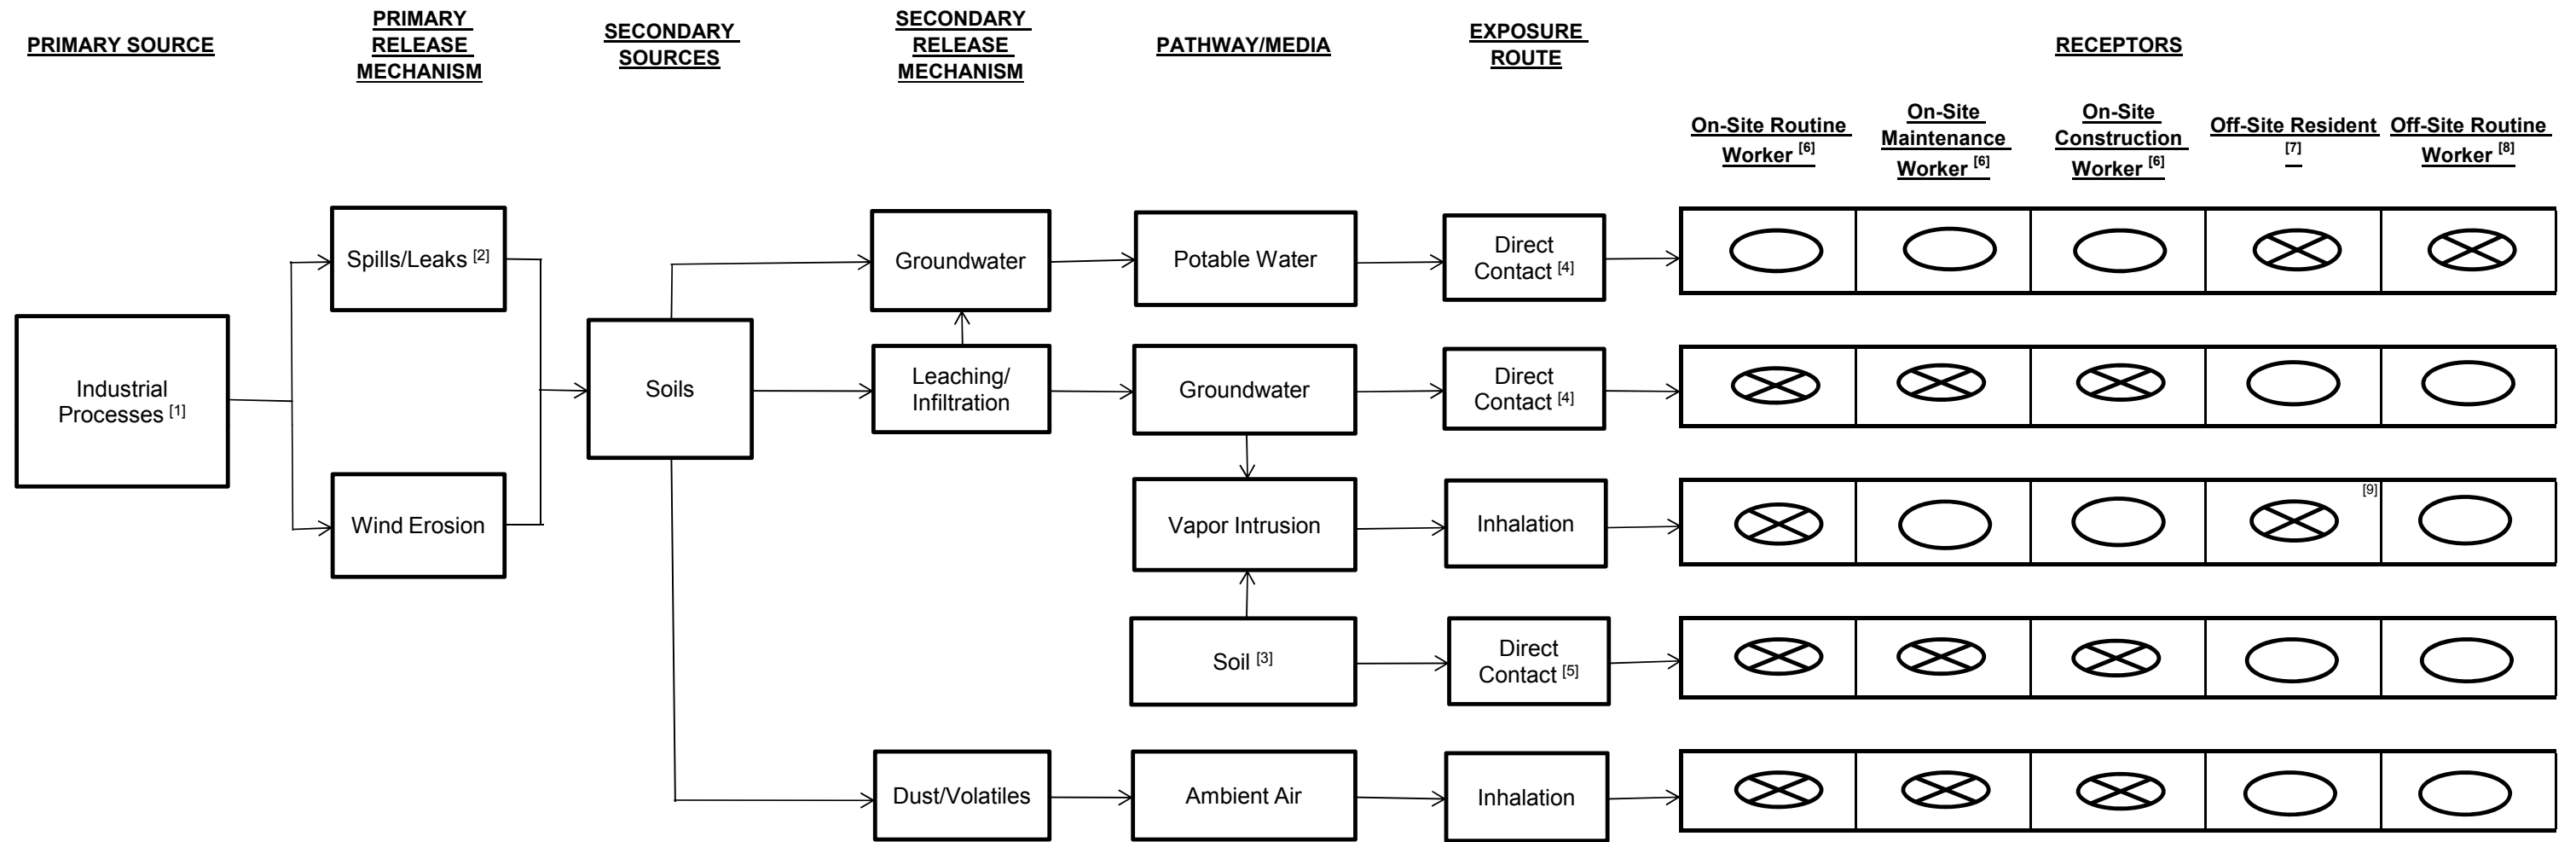 PRIMARY SOURCE
PRIMARY
RELEASE
MECHANISM
SECONDARY
SOURCES
SECONDARY
RELEASE
MECHANISM
PATHWAY/MEDIA
EXPOSURE
ROUTE
RECEPTORS
On-Site Routine
Worker [6]
On-Site
Maintenance
Worker [6]
On-Site
Construction
Worker [6]
Off-Site Resident
[7]
Off-Site Routine
Worker [8]
Spills/Leaks [2]
Groundwater
Potable Water
Direct
Contact [4]
Industrial
Processes [1]
Soils
Leaching/
Infiltration
Groundwater
Direct
Contact [4]
Wind Erosion
Vapor Intrusion
Inhalation
[9]
Soil [3]
Direct
Contact [5]
Dust/Volatiles
Ambient Air
Inhalation